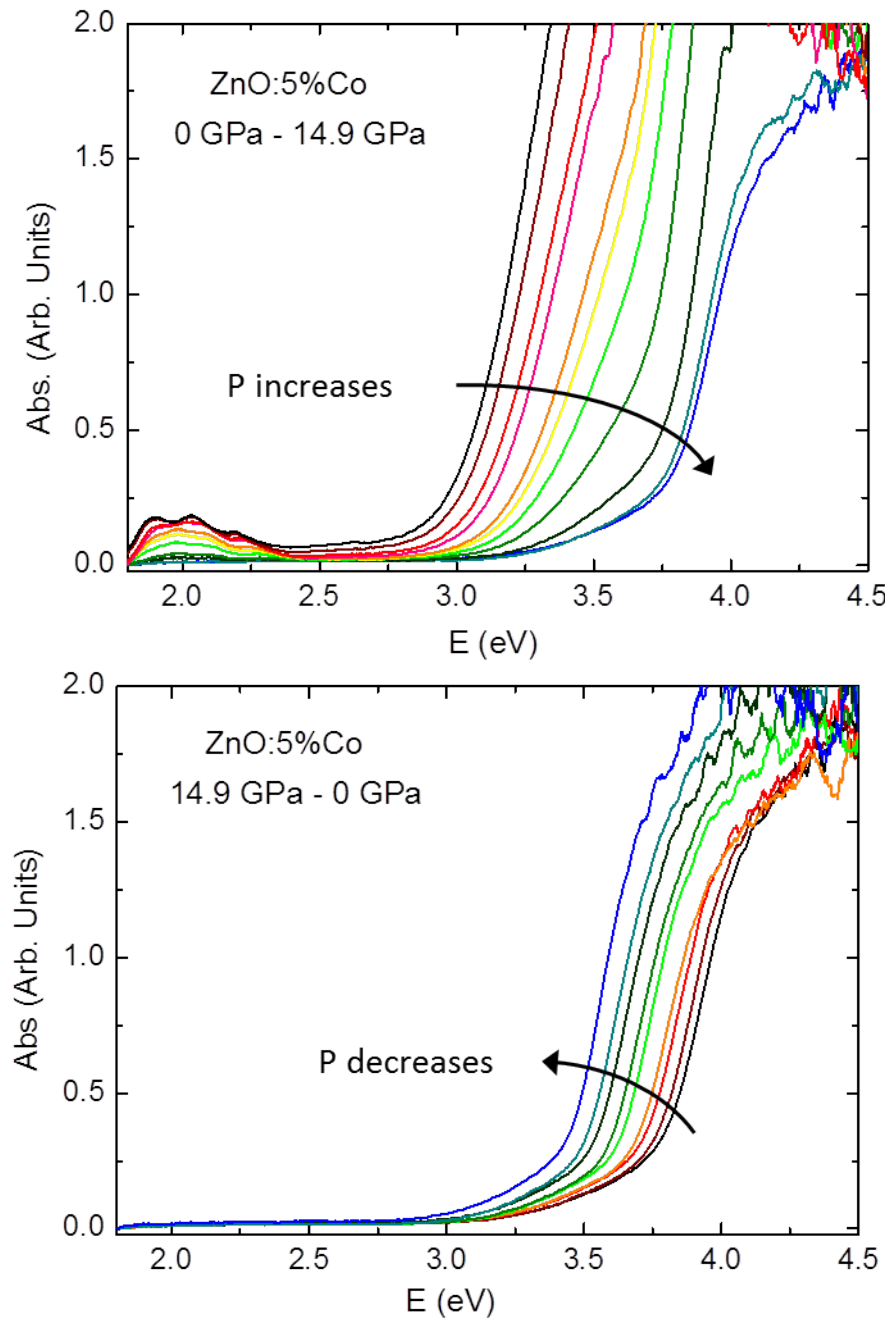 2.0
ZnO:5%Co
0 GPa - 14.9 GPa
1.5
Abs. (Arb. Units)
1.0
P increases
0.5
0.0
2.0 2.5 3.0 3.5 4.0 4.5
E (eV)
2.0
ZnO:5%Co
14.9 GPa - 0 GPa
1.5
Abs (Arb. Units)
1.0
P decreases
0.5
0.0
2.0 2.5 3.0 3.5 4.0 4.5
E (eV)